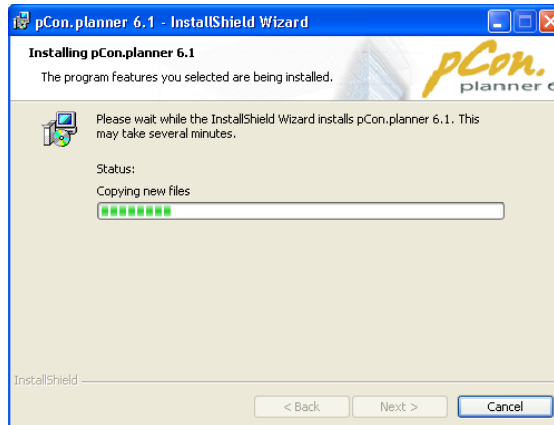 pCon.planner 6.1 - InstallShield Wizard
Installing pCon.planner 6.1
The program features you selected are being installed.
pCon.
planner 6
Please wait while the InstallShield Wizard installs pCon.planner 6.1. This
may take several minutes.
Status:
Copying new files
InstallShield
< Back
Next >
Cancel